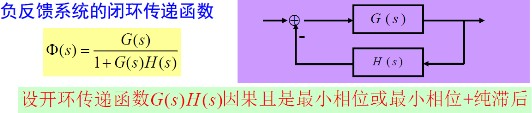 负反馈系统的闭环传递函数
Φ(s) = G(s) / (1 + G(s)H(s))
G(s)
-
H(s)
设开环传递函数G(s)H(s)因果且是最小相位或最小相位+纯滞后